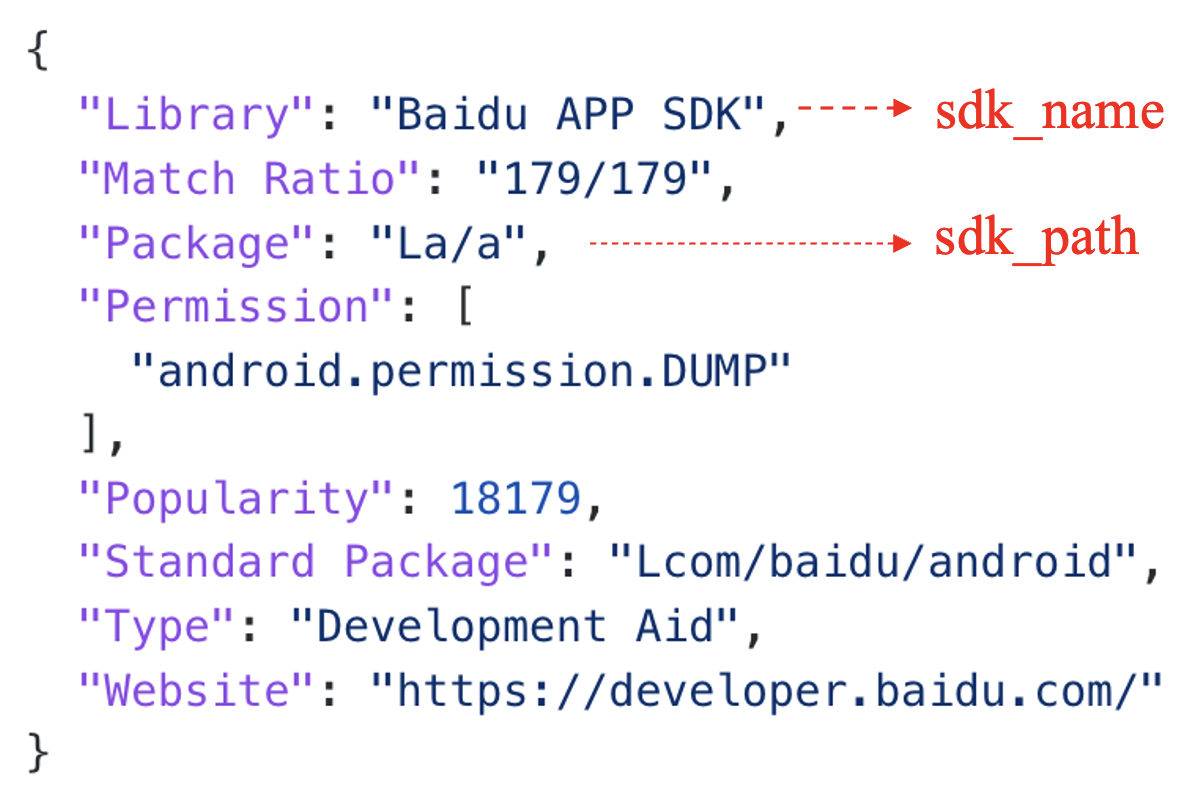 {
"Library": "Baidu APP SDK", sdk_name
"Match Ratio": "179/179",
"Package": "La/a", sdk_path
"Permission": [
"android.permission.DUMP"
],
"Popularity": 18179,
"Standard Package": "Lcom/baidu/android",
"Type": "Development Aid",
"Website": "https://developer.baidu.com/"
}